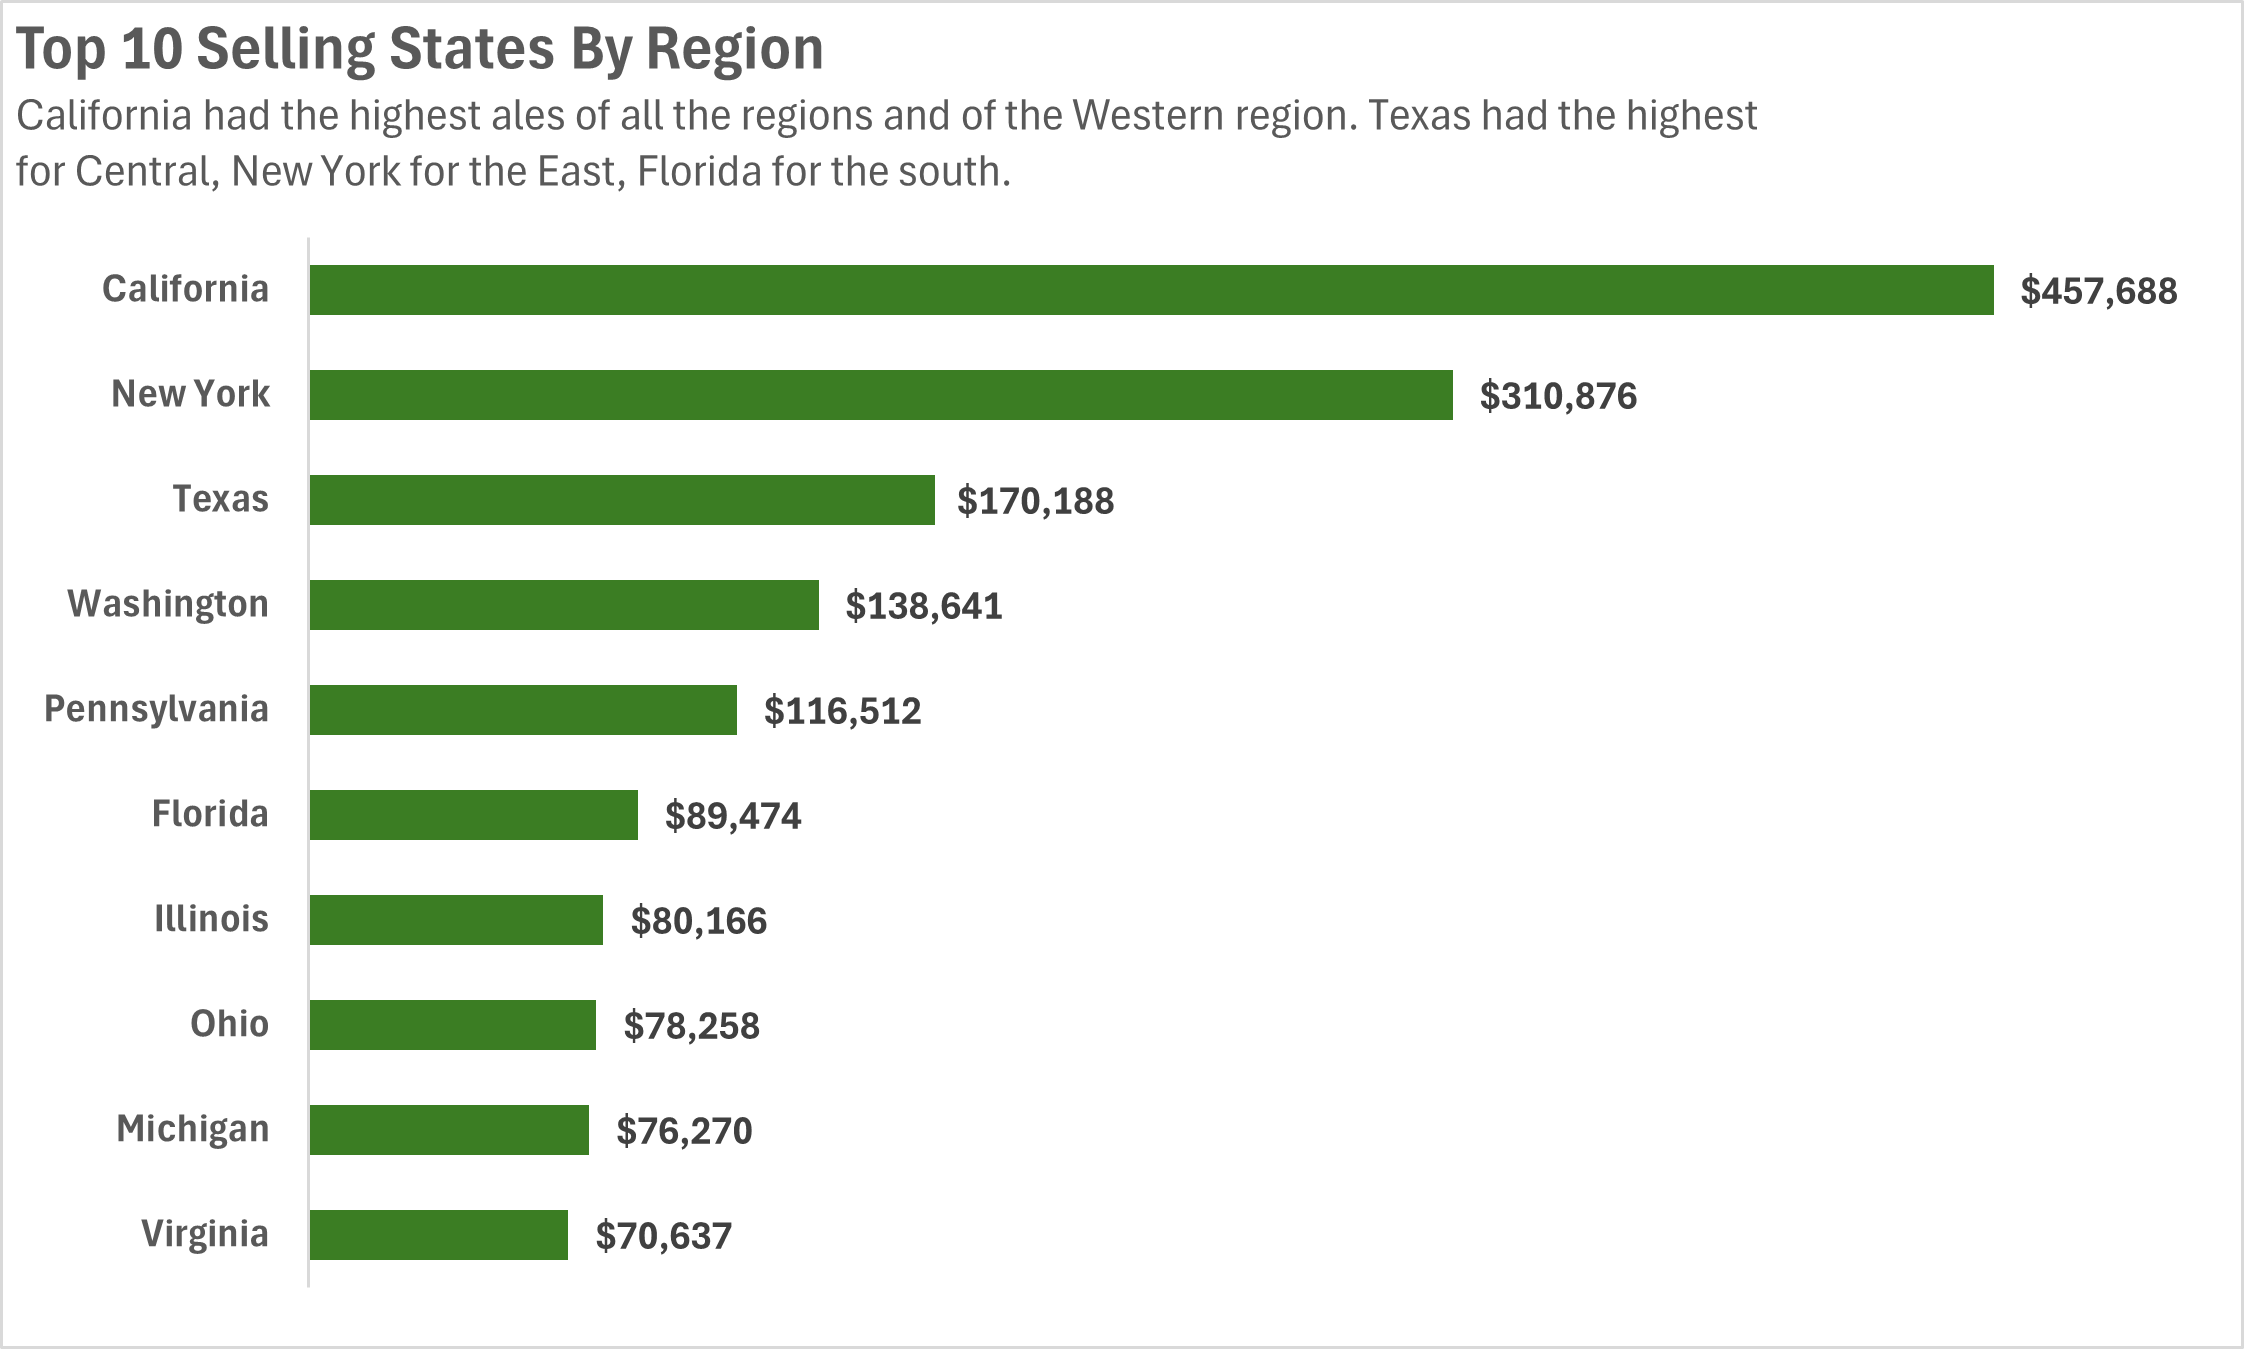 Top 10 Selling States By Region
California had the highest ales of all the regions and of the Western region. Texas had the highest
for Central, New York for the East, Florida for the south.
California $457,688
New York $310,876
Texas $170,188
Washington $138,641
Pennsylvania $116,512
Florida $89,474
Illinois $80,166
Ohio $78,258
Michigan $76,270
Virginia $70,637